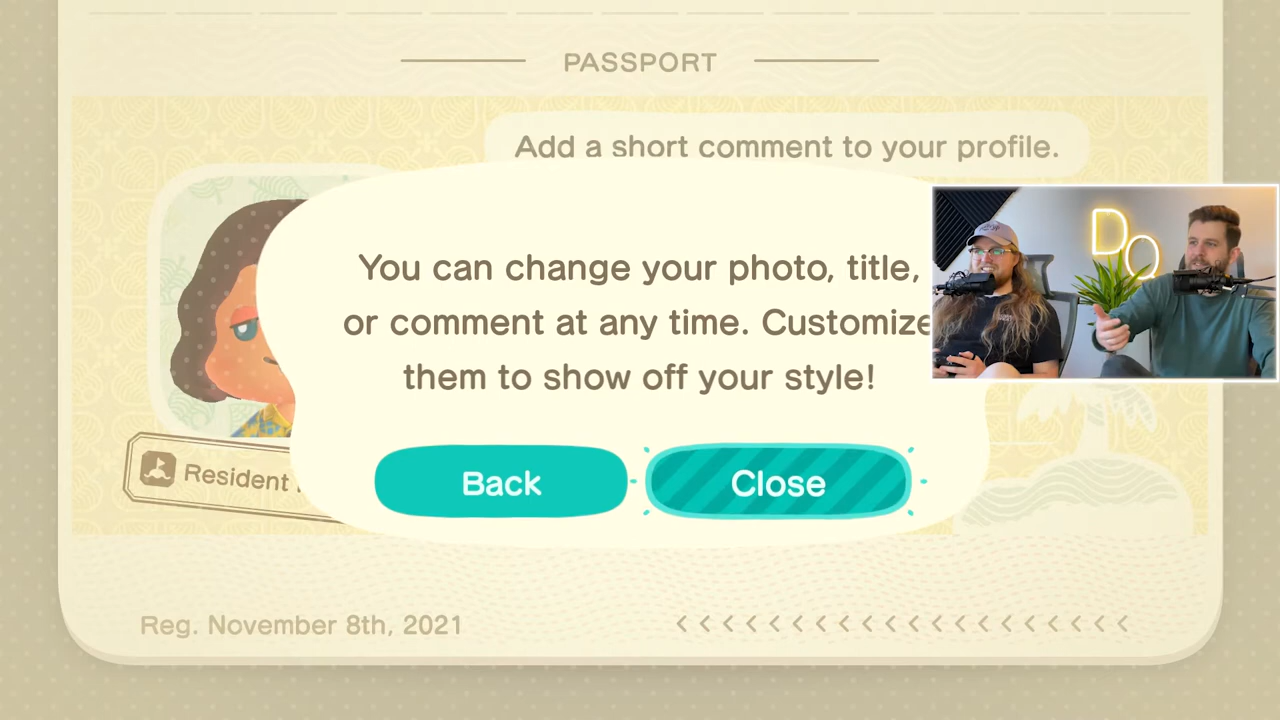 PASSPORT
Add a short comment to your profile.
You can change your photo, title,
or comment at any time. Customize
them to show off your style!
Resident
Back
Close
Reg. November 8th, 2021
<<<<<<<<<<<<<<<<<<<<
DQ